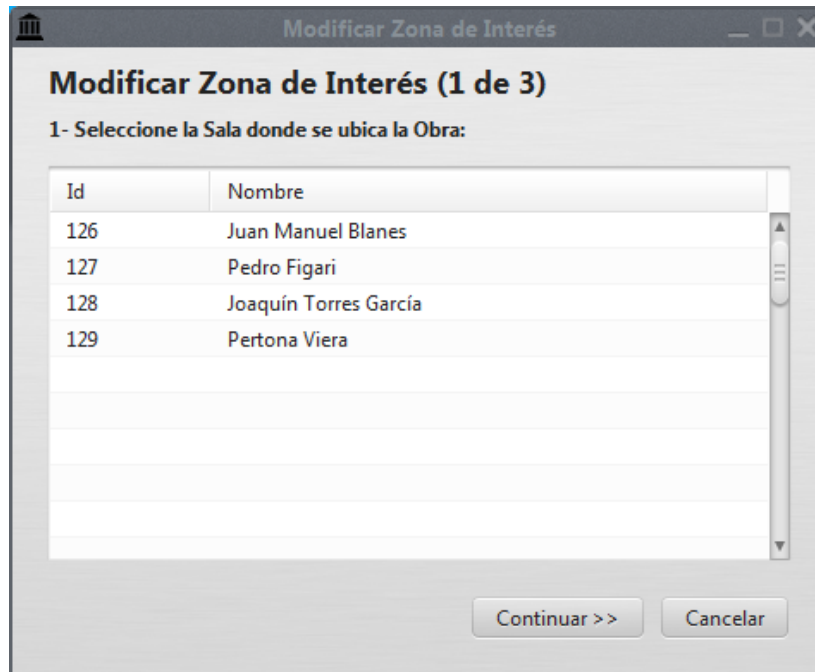 Modificar Zona de Interés
Modificar Zona de Interés (1 de 3)
1- Seleccione la Sala donde se ubica la Obra:
Id Nombre
126 Juan Manuel Blanes
127 Pedro Figari
128 Joaquín Torres García
129 Pertona Viera
Continuar >> Cancelar